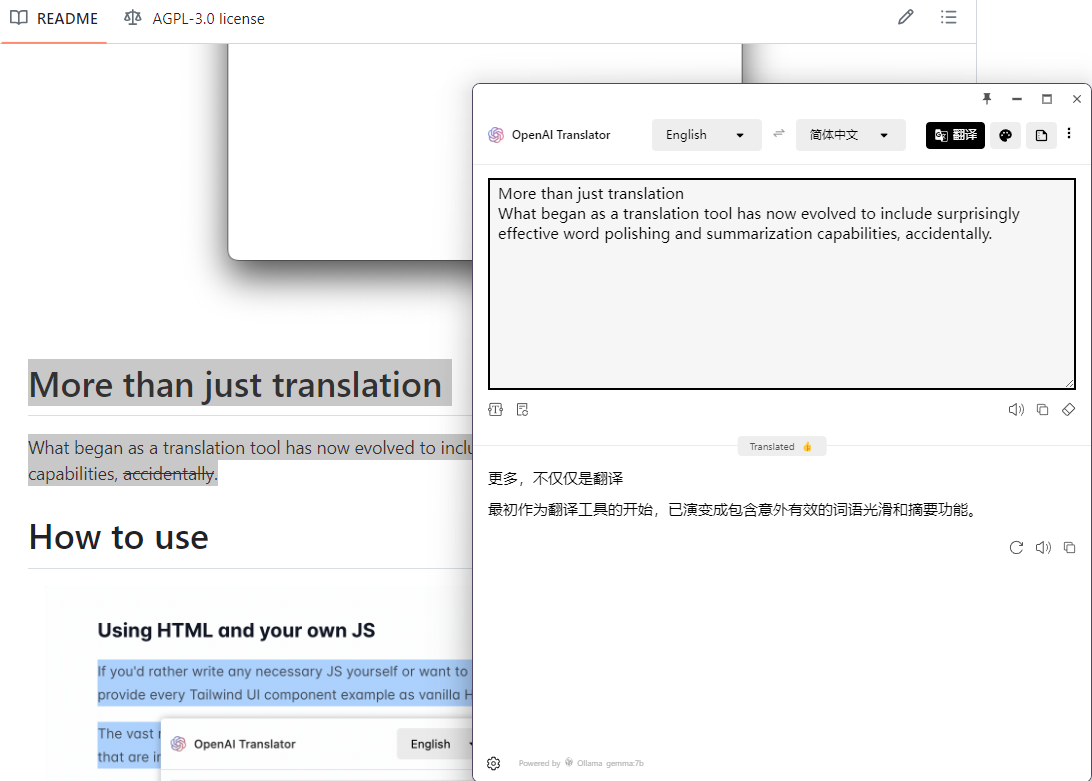 README
AGPL-3.0 license
More than just translation
What began as a translation tool has now evolved to
capabilities, accidentally.
How to use
Using HTML and your own JS
If you'd rather write any necessary JS yourself or want to
provide every Tailwind UI component example as vanilla
The vast
that are
OpenAI Translator
English
OpenAI Translator
English
简体中文
翻译
More than just translation
What began as a translation tool has now evolved to include surprisingly
effective word polishing and summarization capabilities, accidentally.
Translated
更多，不仅仅是翻译
最初作为翻译工具的开始，已演变成包含意外有效的词语光滑和摘要功能。
Powered by Ollama gemma:7b